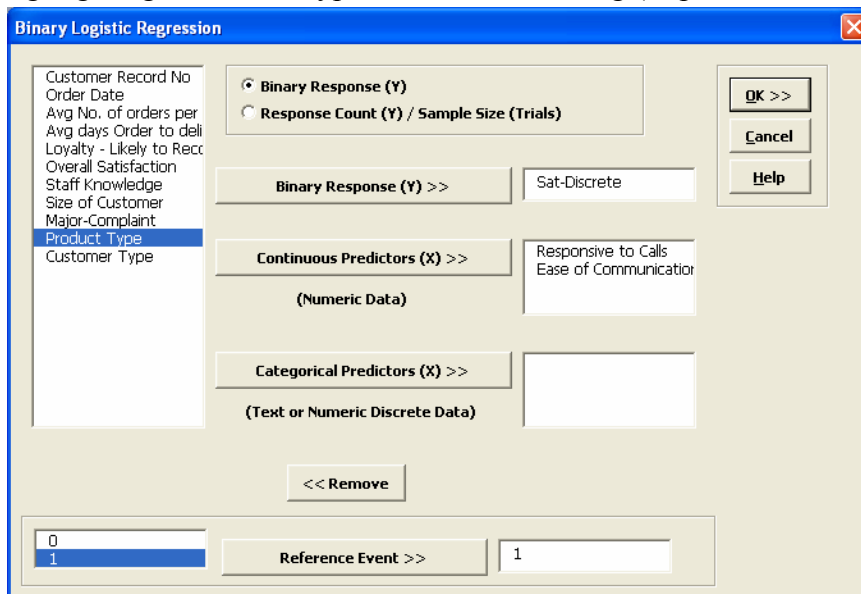 Binary Logistic Regression
Customer Record No
Order Date
Avg No. of orders per
Avg days Order to deli
Loyalty - Likely to Recc
Overall Satisfaction
Staff Knowledge
Size of Customer
Major-Complaint
Product Type
Customer Type
Binary Response (Y)
Response Count (Y) / Sample Size (Trials)
Binary Response (Y) >>
Sat-Discrete
Continuous Predictors (X) >>
(Numeric Data)
Responsive to Calls
Ease of Communication
Categorical Predictors (X) >>
(Text or Numeric Discrete Data)
<< Remove
0
1
Reference Event >>
1
OK >>
Cancel
Help